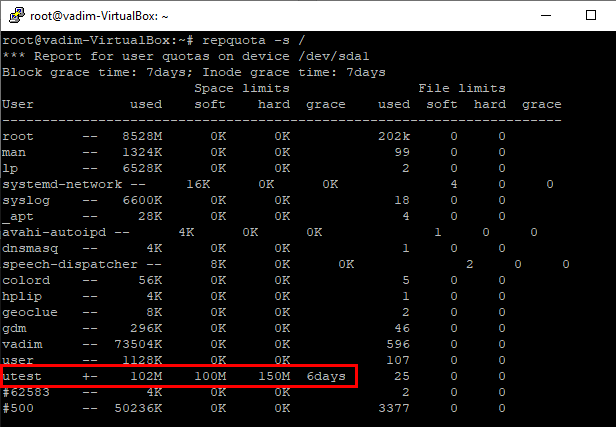 root@vadim-VirtualBox: ~
root@vadim-VirtualBox:~# repquota -s /
*** Report for user quotas on device /dev/sda1
Block grace time: 7days; Inode grace time: 7days
                        Space limits                File limits
User            used    soft    hard  grace    used  soft  hard  grace
----------------------------------------------------------------------
root      --   8528M      0K      0K           202k     0     0
man       --   1324K      0K      0K             99     0     0
lp        --   6528K      0K      0K              2     0     0
systemd-network --     16K      0K      0K              4     0     0
syslog    --   6600K      0K      0K             18     0     0
_apt      --     28K      0K      0K              4     0     0
avahi-autoipd --      4K      0K      0K              1     0     0
dnsmasq   --      4K      0K      0K              1     0     0
speech-dispatcher --      8K      0K      0K              2     0     0
colord    --     56K      0K      0K              5     0     0
hplip     --      4K      0K      0K              1     0     0
geoclue   --      8K      0K      0K              2     0     0
gdm       --    296K      0K      0K             46     0     0
vadim     --  73504K      0K      0K            596     0     0
user      --   1128K      0K      0K            107     0     0
utest     +-    102M    100M    150M  6days      25     0     0
#62583    --      4K      0K      0K              2     0     0
#500      --  50236K      0K      0K           3377     0     0